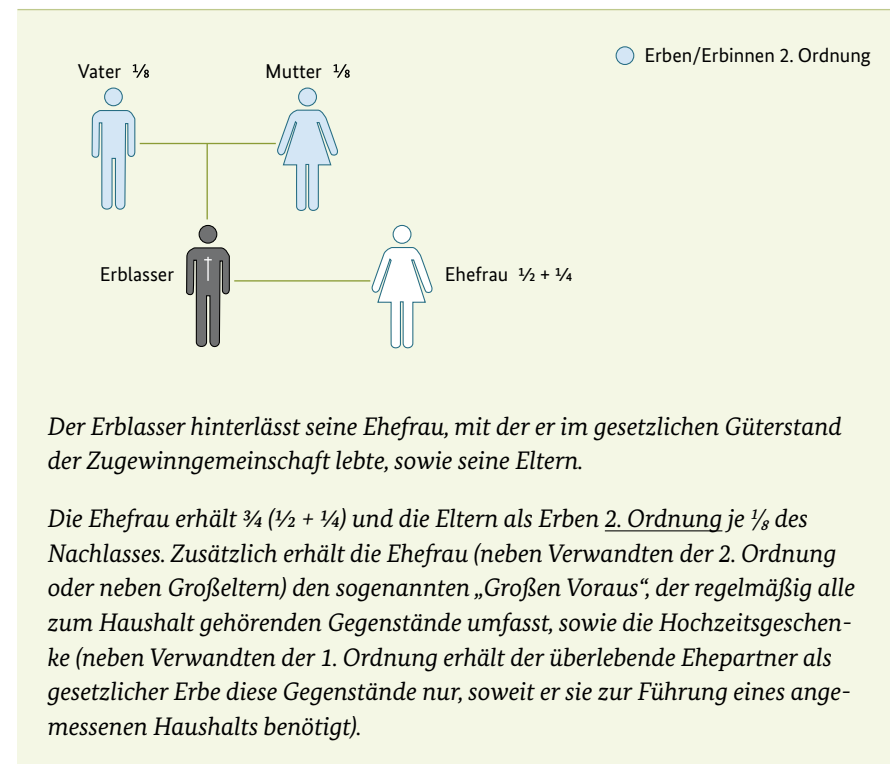 Erben/Erbinnen 2. Ordnung
Vater ⅛ Mutter ⅛
Erblasser Ehefrau ½ + ¼
Der Erblasser hinterlässt seine Ehefrau, mit der er im gesetzlichen Güterstand
der Zugewinngemeinschaft lebte, sowie seine Eltern.
Die Ehefrau erhält ¾ (½ + ¼) und die Eltern als Erben 2. Ordnung je ⅛ des
Nachlasses. Zusätzlich erhält die Ehefrau (neben Verwandten der 2. Ordnung
oder neben Großeltern) den sogenannten „Großen Voraus“, der regelmäßig alle
zum Haushalt gehörenden Gegenstände umfasst, sowie die Hochzeitsgeschen-
ke (neben Verwandten der 1. Ordnung erhält der überlebende Ehepartner als
gesetzlicher Erbe diese Gegenstände nur, soweit er sie zur Führung eines ange-
messenen Haushalts benötigt).